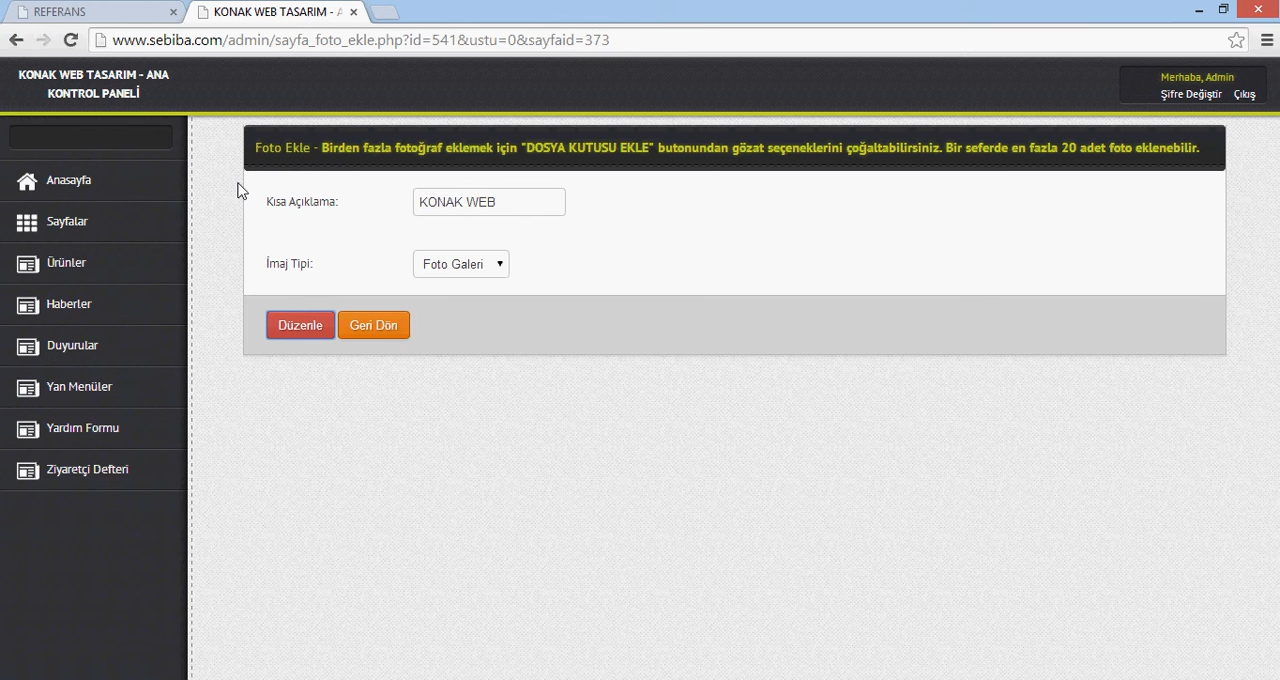 REFERANS
KONAK WEB TASARIM - A
www.sebiba.com/admin/sayfa_foto_ekle.php?id=541&ustu=0&sayfaid=373
KONAK WEB TASARIM - ANA
KONTROL PANELİ
Merhaba, Admin
Şifre Değiştir Çıkış
Anasayfa
Sayfalar
Ürünler
Haberler
Duyurular
Yan Menüler
Yardım Formu
Ziyaretçi Defteri
Foto Ekle - Birden fazla fotoğraf eklemek için "DOSYA KUTUSU EKLE" butonundan gözat seçeneklerini çoğaltabilirsiniz. Bir seferde en fazla 20 adet foto eklenebilir.
Kısa Açıklama:
KONAK WEB
İmaj Tipi:
Foto Galeri
Düzenle
Geri Dön